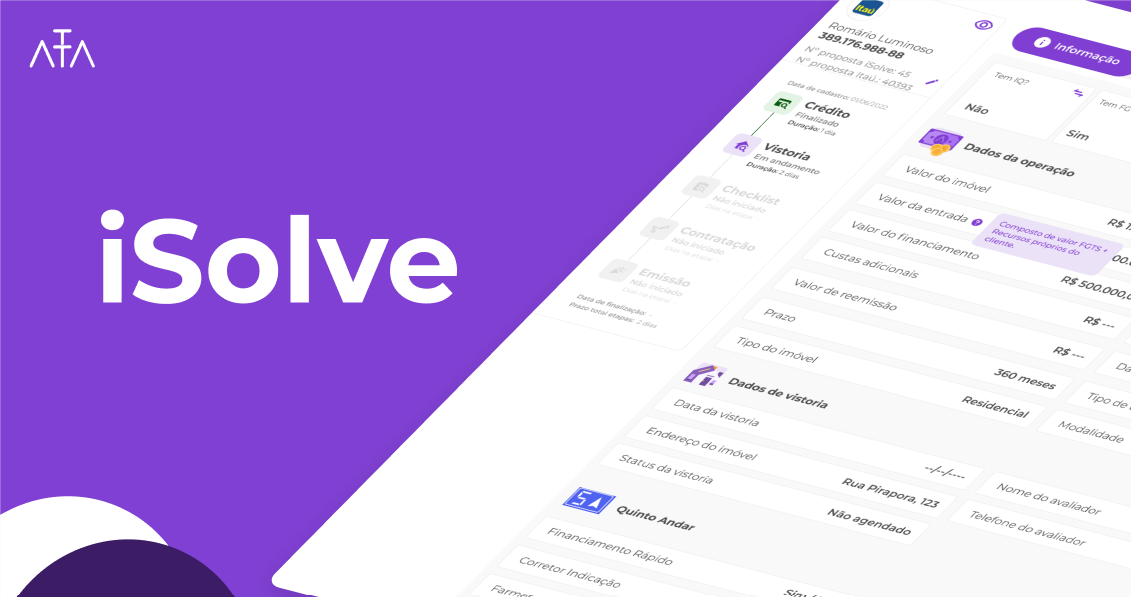 ATA
iSolve
Itaú
Romário Luminoso
389.176.988-88
Nº proposta iSolve: 45
Nº proposta Itaú.: 40393
Data de cadastro: 01/06/2022
Crédito
Finalizado
Duração: 1 dia
Vistoria
Em andamento
Duração: 2 dias
Checklist
Não iniciado
Dias na etapa: -
Contratação
Não iniciado
Dias na etapa: -
Emissão
Não iniciado
Dias na etapa: -
Data de finalização: -
Prazo total etapas: 2 dias
i Informação
Tem IQ?
Não
Tem FG
Sim
Dados da operação
Valor do imóvel
R$ 1
Valor da entrada ?
00.0
Composto de valor FGTS +
Recursos próprios do
cliente.
Valor do financiamento
R$ 500.000,0
Custas adicionais
R$ ---
Valor de reemissão
R$ ---
Prazo
360 meses
Da
Tipo do imóvel
Residencial
Tipo de
Modalidade
Dados de vistoria
Data da vistoria
--/--/----
Nome do avaliador
Endereço do imóvel
Rua Pirapora, 123
Telefone do avaliador
Status da vistoria
Não agendado
5A
Quinto Andar
Financiamento Rápido
Corretor Indicação